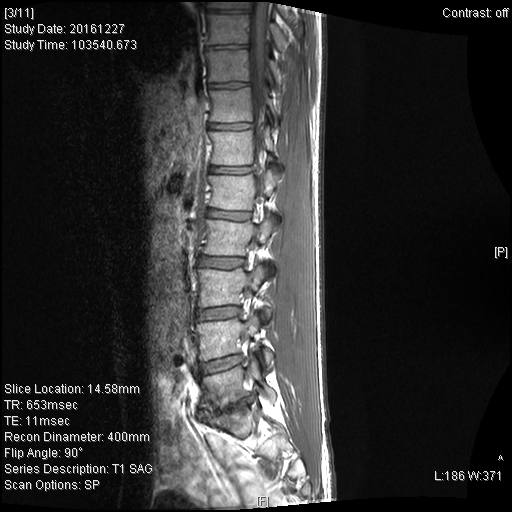 [3/11]
Study Date: 20161227
Study Time: 103540.673
Contrast: off
[P]
Slice Location: 14.58mm
TR: 653msec
TE: 11msec
Recon Dinameter: 400mm
Flip Angle: 90°
Series Description: T1 SAG
Scan Options: SP
A
L:186 W:371
[F]